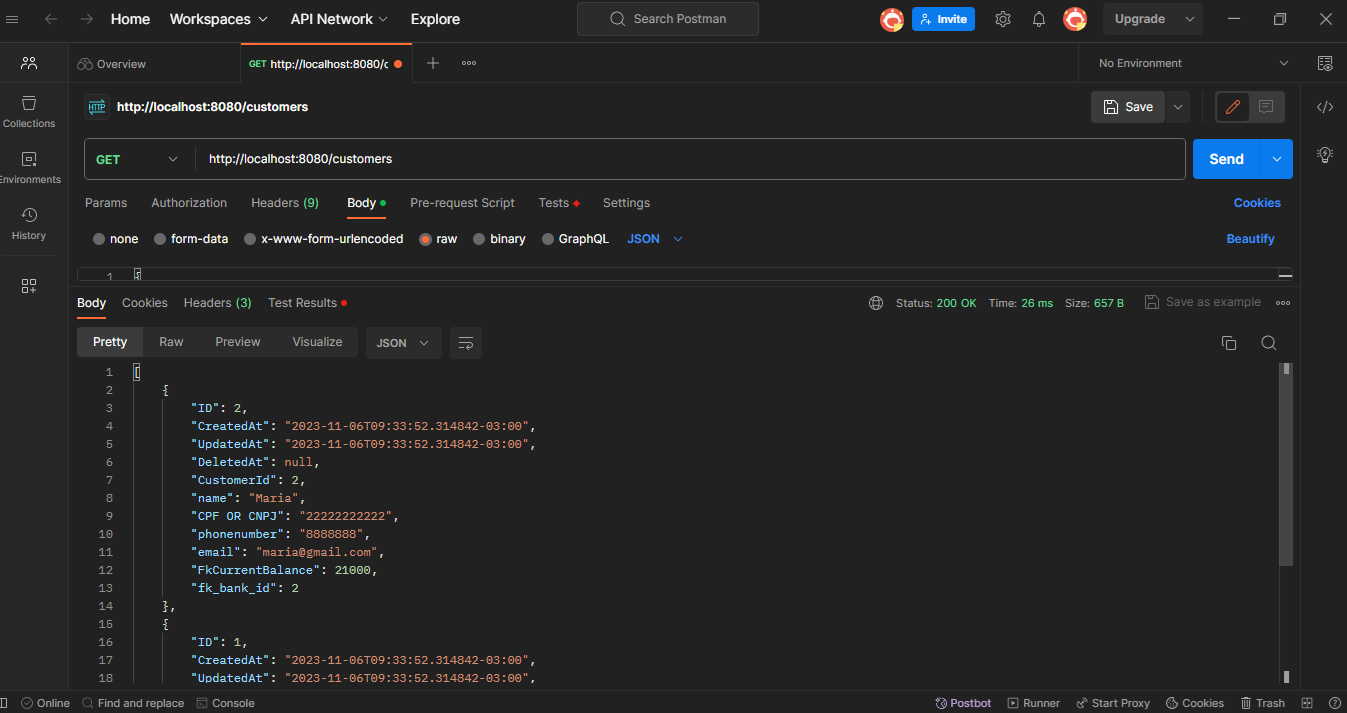 Home Workspaces API Network Explore Search Postman Invite Upgrade
Overview GET http://localhost:8080/c No Environment
HTTP http://localhost:8080/customers Save
Collections
GET http://localhost:8080/customers Send
Environments
Params Authorization Headers (9) Body Pre-request Script Tests Settings Cookies
History
none form-data x-www-form-urlencoded raw binary GraphQL JSON Beautify
1 {
Body Cookies Headers (3) Test Results Status: 200 OK Time: 26 ms Size: 657 B Save as example
Pretty Raw Preview Visualize JSON
1 [
2 {
3 "ID": 2,
4 "CreatedAt": "2023-11-06T09:33:52.314842-03:00",
5 "UpdatedAt": "2023-11-06T09:33:52.314842-03:00",
6 "DeletedAt": null,
7 "CustomerId": 2,
8 "name": "Maria",
9 "CPF OR CNPJ": "22222222222",
10 "phonenumber": "8888888",
11 "email": "maria@gmail.com",
12 "FkCurrentBalance": 21000,
13 "fk_bank_id": 2
14 },
15 {
16 "ID": 1,
17 "CreatedAt": "2023-11-06T09:33:52.314842-03:00",
18 "UpdatedAt": "2023-11-06T09:33:52.314842-03:00",
Online Find and replace Console Postbot Runner Start Proxy Cookies Trash